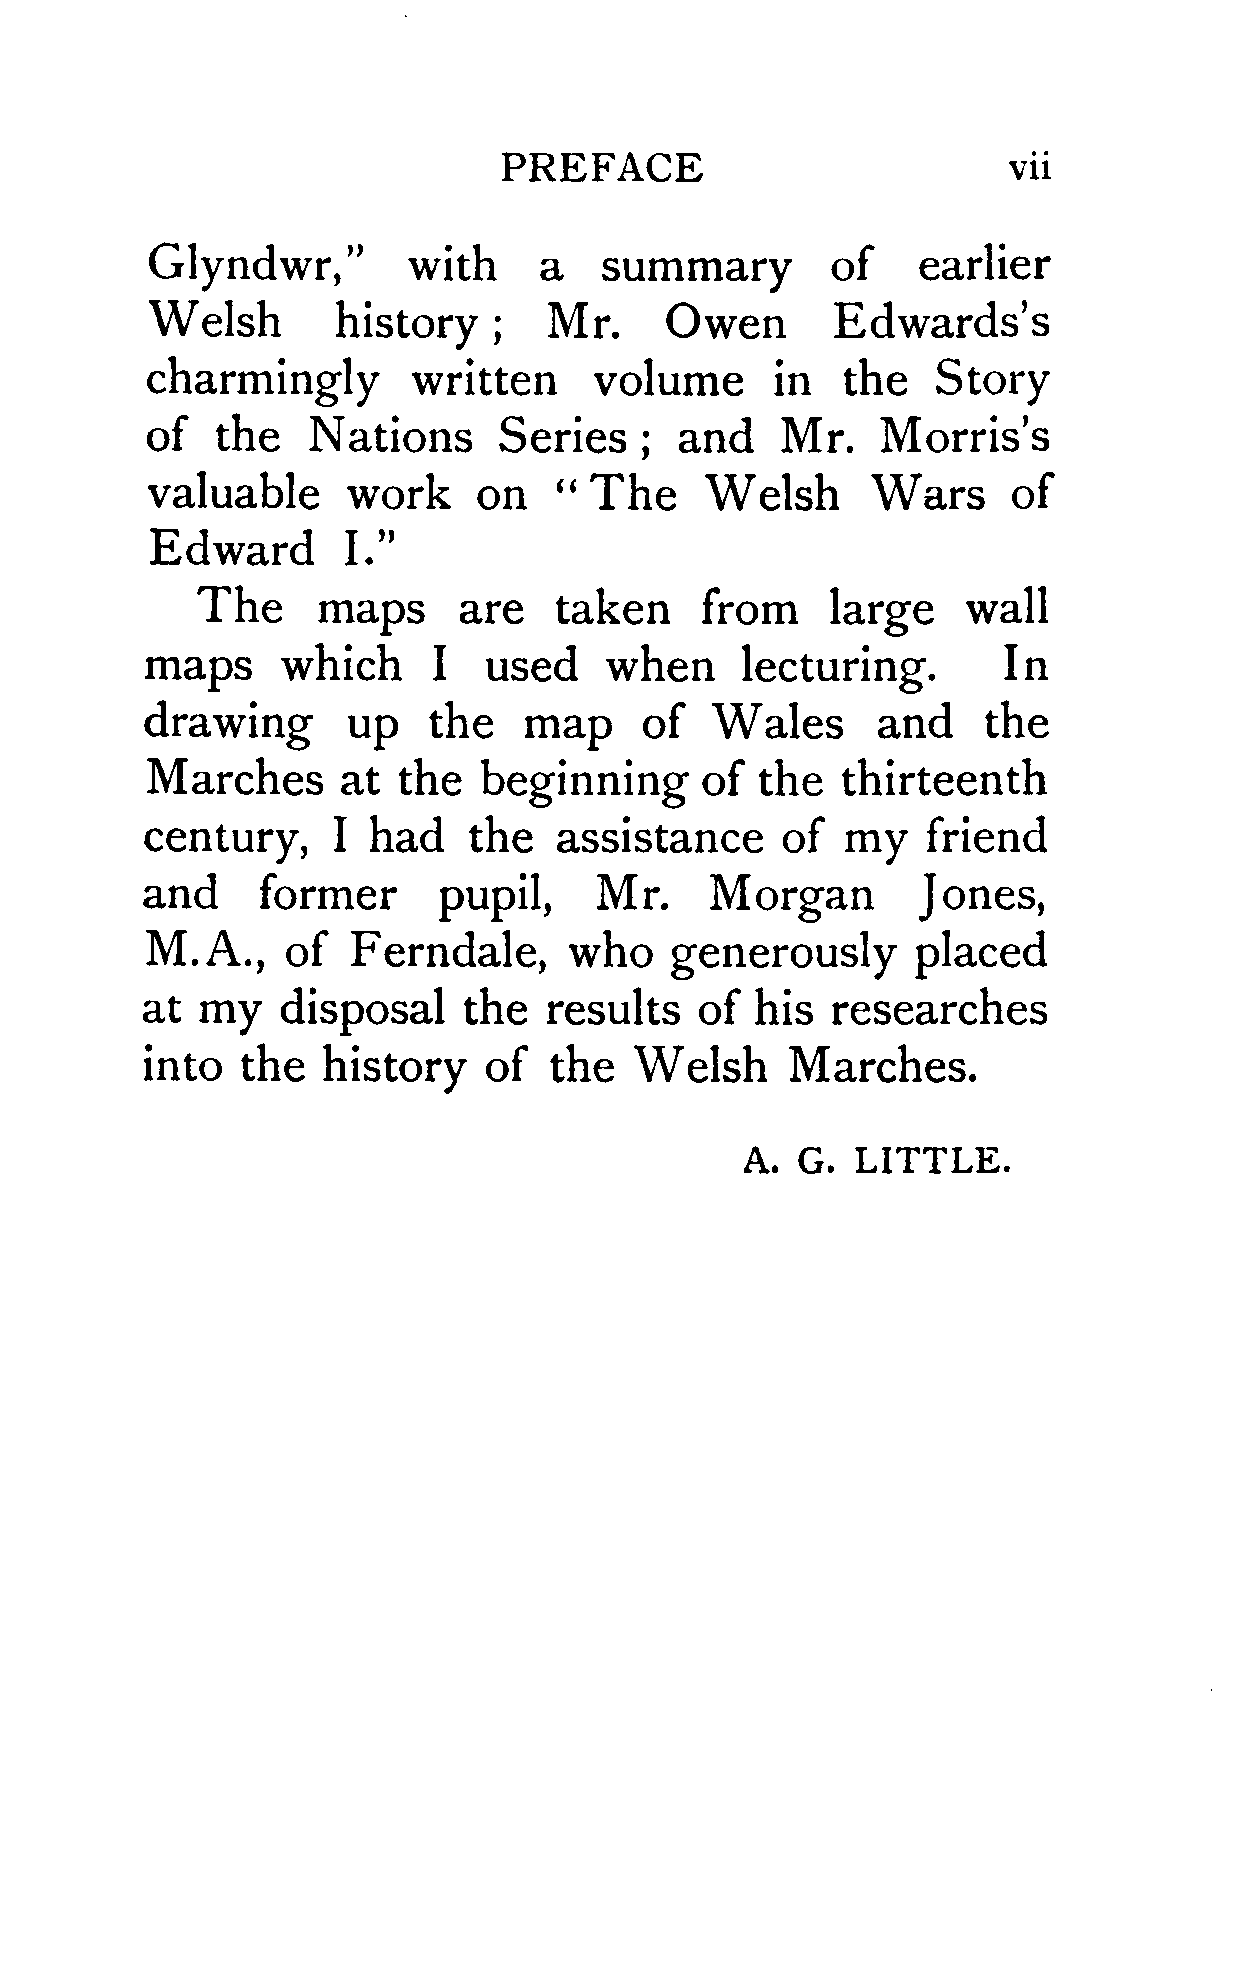 PREFACE vii
Glyndwr,” with a summary of earlier
Welsh history ; Mr. Owen Edwards’s
charmingly written volume in the Story
of the Nations Series ; and Mr. Morris’s
valuable work on “ The Welsh Wars of
Edward I.”
The maps are taken from large wall
maps which I used when lecturing. In
drawing up the map of Wales and the
Marches at the beginning of the thirteenth
century, I had the assistance of my friend
and former pupil, Mr. Morgan Jones,
M.A., of Ferndale, who generously placed
at my disposal the results of his researches
into the history of the Welsh Marches.
A. G. LITTLE.